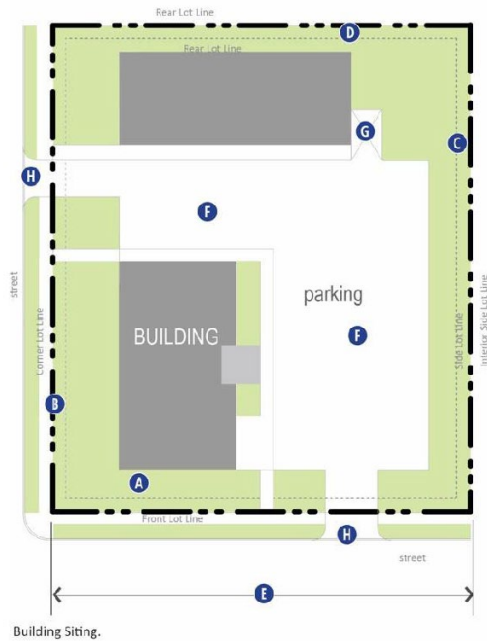 Rear Lot Line
D
Rear Lot Line
G
C
H
F
street
parking
BUILDING
F
Corner Lot Line
Side Lot Line
Interior Side Lot Line
B
A
Front Lot Line
H
street
E
Building Siting.